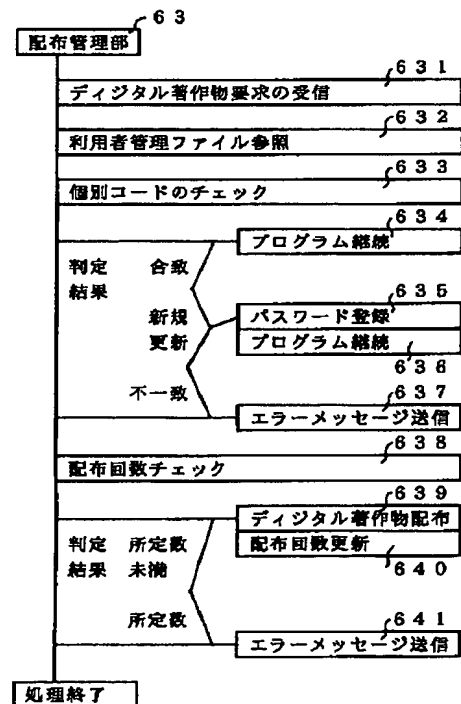 63
配布管理部
631
ディジタル著作物要求の受信
632
利用者管理ファイル参照
633
個別コードのチェック
634
プログラム継続
判定 合致
結果
635
新規 パスワード登録
更新 プログラム継続
636
637
不一致
エラーメッセージ送信
638
配布回数チェック
639
ディジタル著作物配布
判定 所定数 配布回数更新
結果 未満
640
所定数
641
エラーメッセージ送信
処理終了